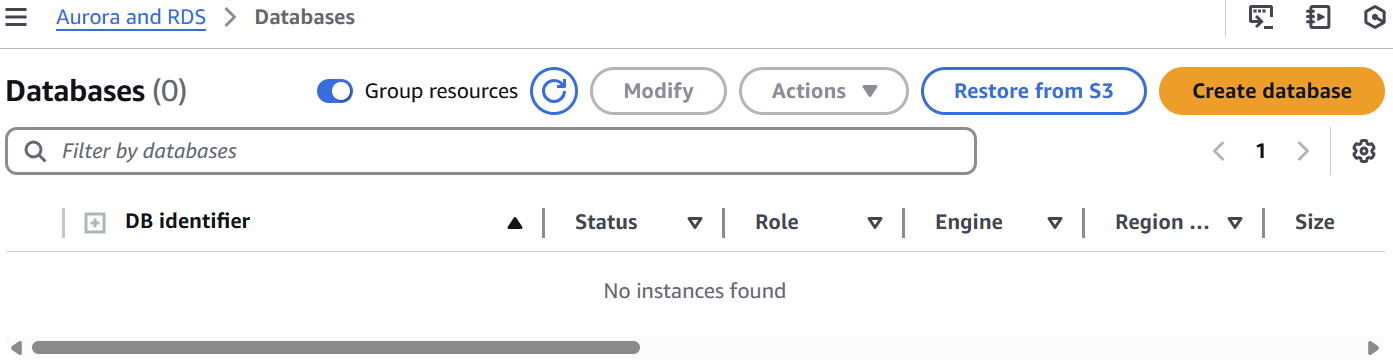 Aurora and RDS > Databases
Databases (0) Group resources Modify Actions Restore from S3 Create database
Filter by databases 1
DB identifier Status Role Engine Region ... Size
No instances found